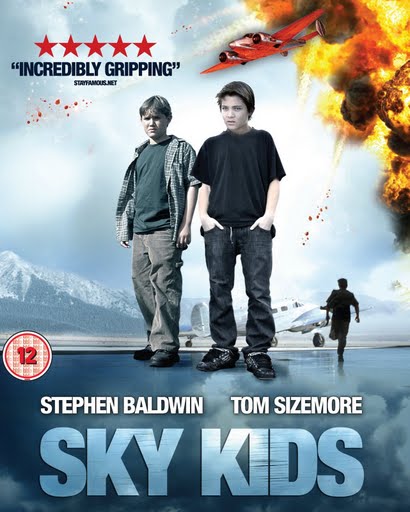 ★★★★★
“INCREDIBLY GRIPPING”
STAYFAMOUS.NET
12
STEPHEN BALDWIN TOM SIZEMORE
SKY KIDS